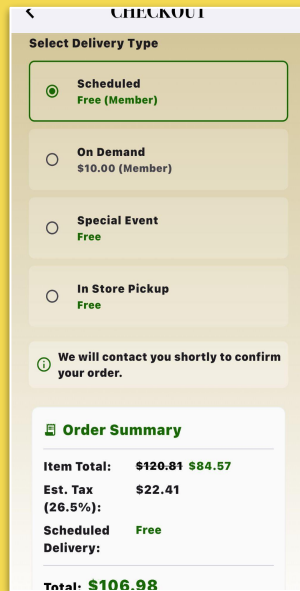 CHECKOUT
Select Delivery Type
Scheduled
Free (Member)
On Demand
$10.00 (Member)
Special Event
Free
In Store Pickup
Free
We will contact you shortly to confirm
your order.
Order Summary
Item Total: $120.81 $84.57
Est. Tax $22.41
(26.5%):
Scheduled Free
Delivery:
Total: $106.98